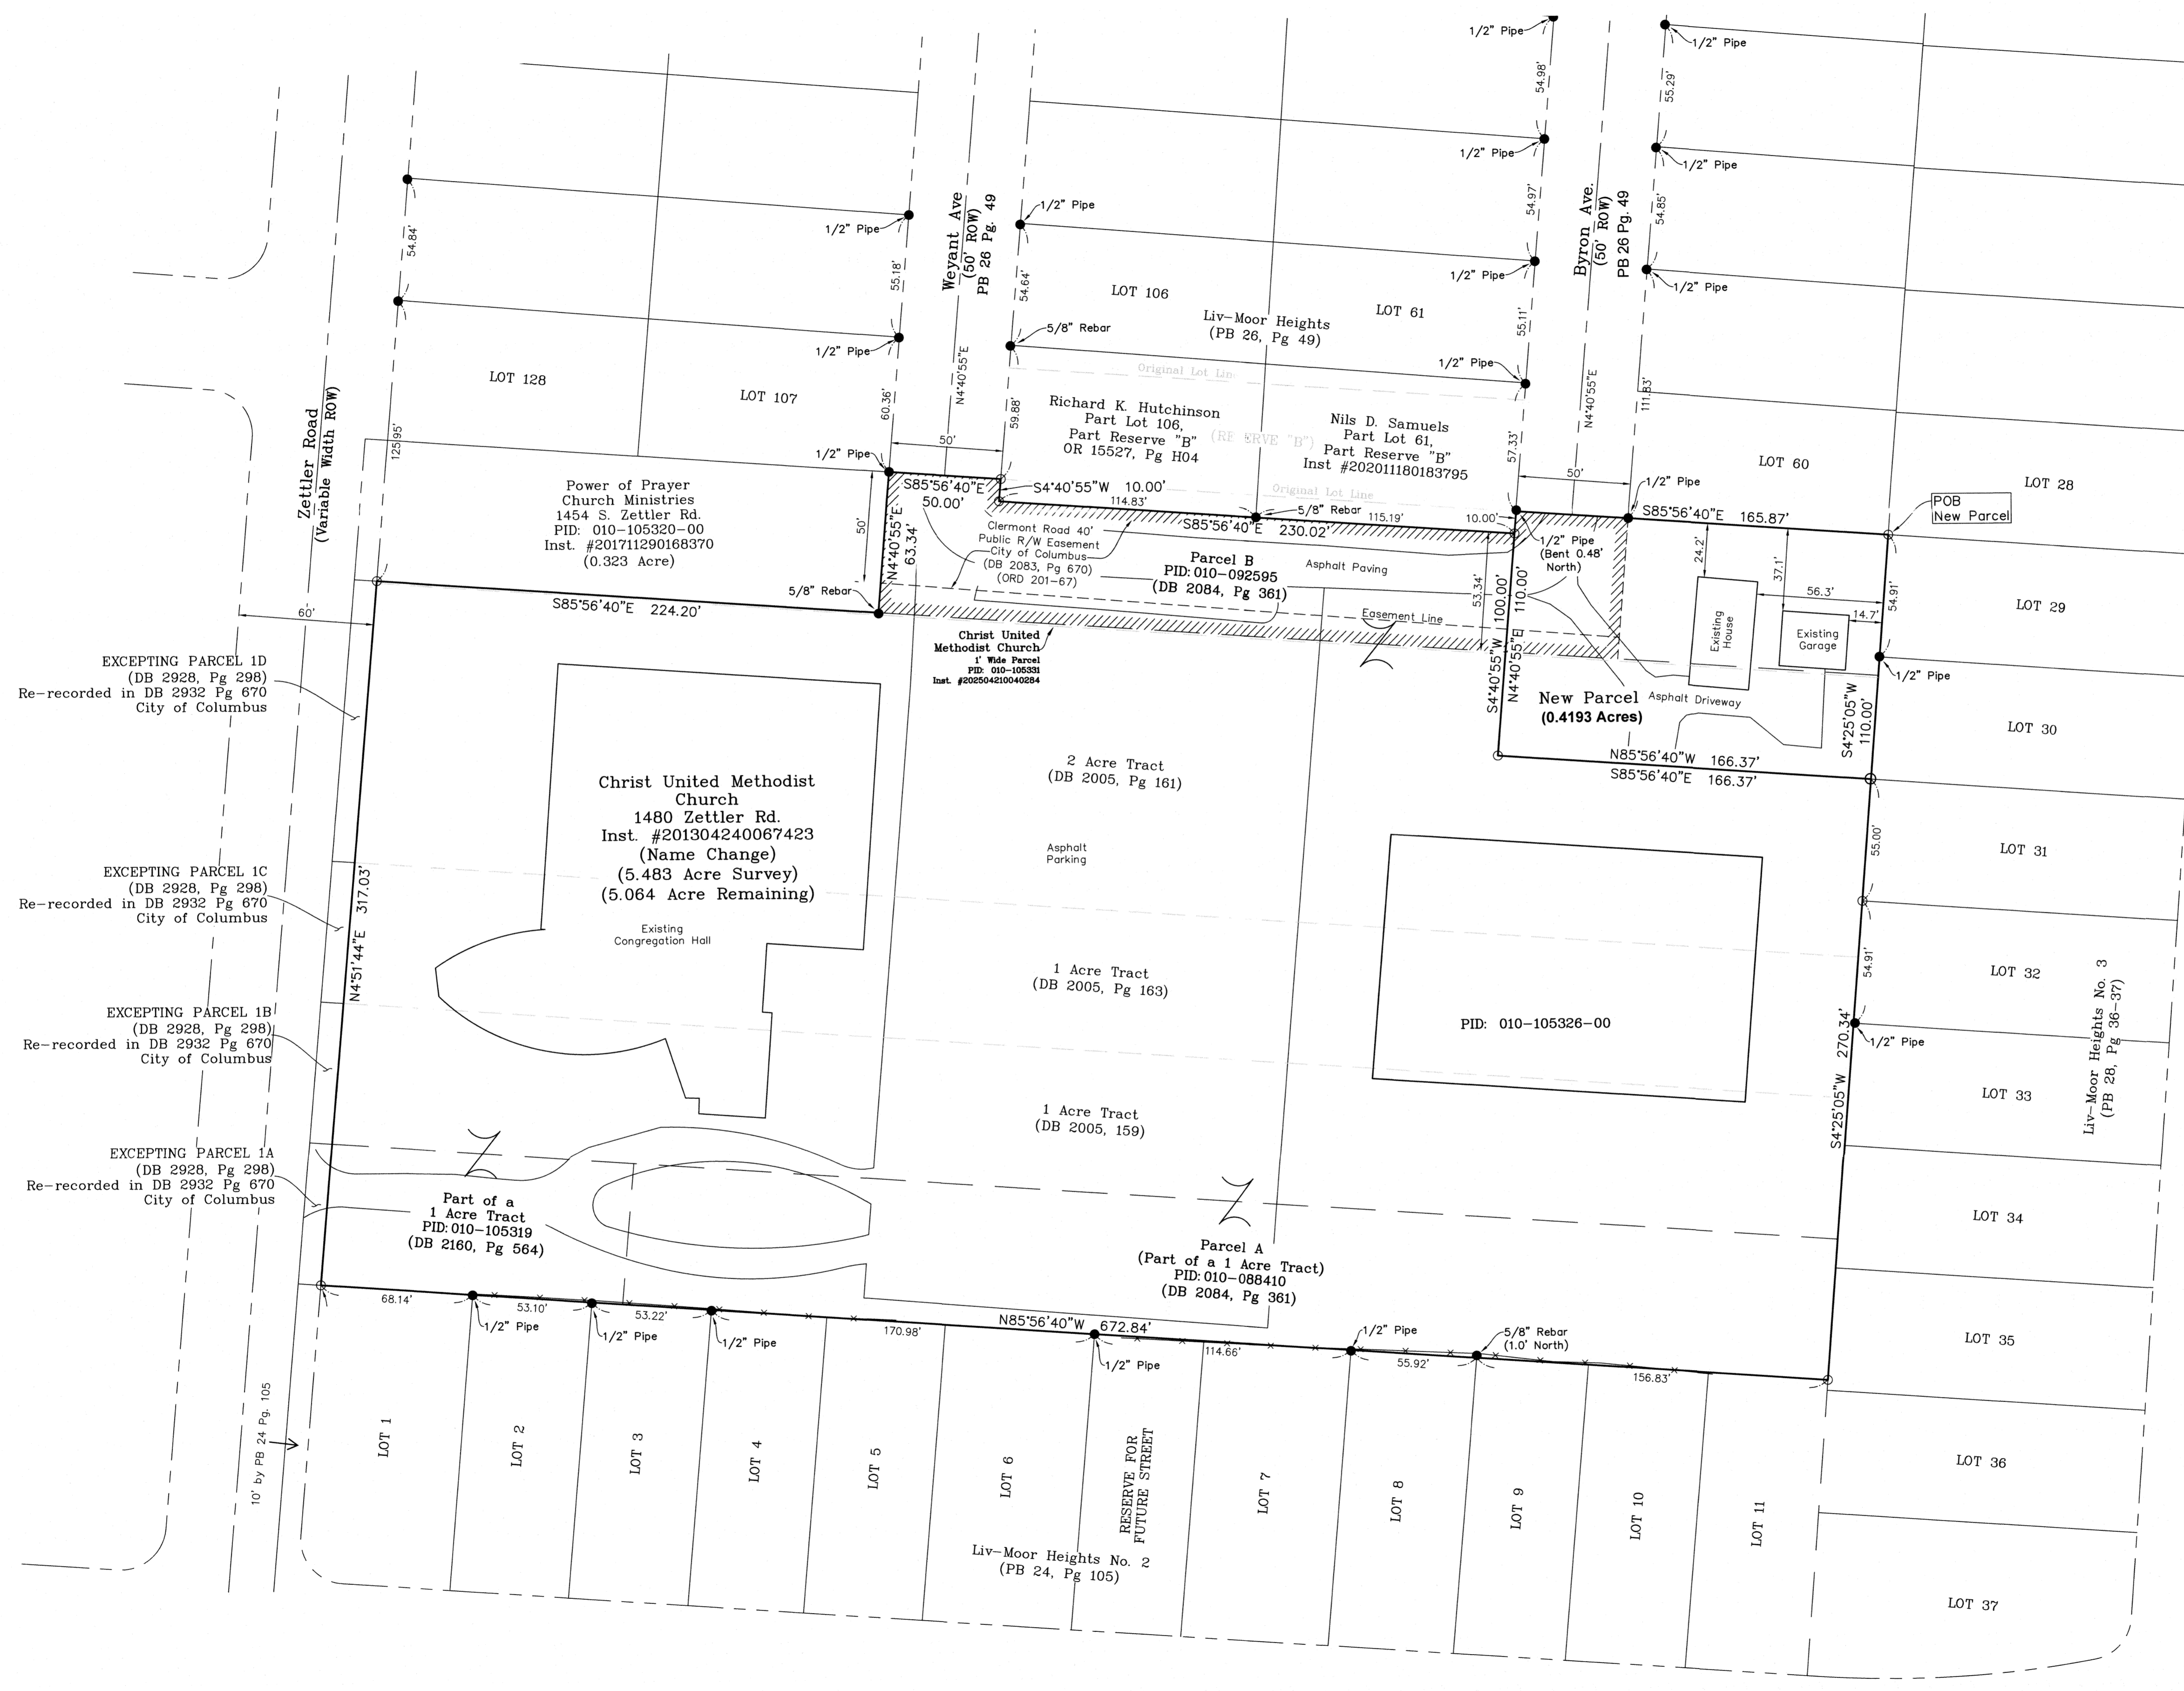 1/2" Pipe
1/2" Pipe
54.98'
55.29'
1/2" Pipe
1/2" Pipe
54.84'
1/2" Pipe
55.18'
Weyant Ave
(50' ROW)
PB 26 Pg. 49
1/2" Pipe
54.64'
54.97'
1/2" Pipe
Byron Ave.
(50' ROW)
PB 26 Pg. 49
54.85'
1/2" Pipe
LOT 106
LOT 61
Liv-Moor Heights
(PB 26, Pg 49)
55.11'
5/8" Rebar
1/2" Pipe
1/2" Pipe
N4°40'55"E
N4°40'55"E
Original Lot Line
LOT 128
LOT 107
60.36'
59.88'
111.83'
Zettler Road
(Variable Width ROW)
125.95'
Richard K. Hutchinson
Part Lot 106,
Part Reserve "B"
OR 15527, Pg H04
(RESERVE "B")
Nils D. Samuels
Part Lot 61,
Part Reserve "B"
Inst #202011180183795
57.33'
LOT 60
LOT 28
50'
50'
1/2" Pipe
1/2" Pipe
Power of Prayer
Church Ministries
1454 S. Zettler Rd.
PID: 010-105320-00
Inst. #201711290168370
(0.323 Acre)
50'
S85°56'40"E
50.00'
N4°40'55"E
63.34'
S4°40'55"W 10.00'
Original Lot Line
114.83'
5/8" Rebar
S85°56'40"E 230.02'
115.19'
10.00'
S85°56'40"E 165.87'
POB
New Parcel
Clermont Road 40'
Public R/W Easement
City of Columbus
(DB 2083, Pg 670)
(ORD 201-67)
Parcel B
PID: 010-092595
(DB 2084, Pg 361)
Asphalt Paving
1/2" Pipe
(Bent 0.48'
North)
24.2'
37.1'
56.3'
14.7'
54.91'
LOT 29
5/8" Rebar
S85°56'40"E 224.20'
60'
53.34'
Easement Line
Existing
House
Existing
Garage
Christ United
Methodist Church
1' Wide Parcel
PID: 010-105331
Inst. #202504210040284
S4°40'55"W 100.00'
N4°40'55"E 110.00'
1/2" Pipe
EXCEPTING PARCEL 1D
(DB 2928, Pg 298)
Re-recorded in DB 2932 Pg 670
City of Columbus
New Parcel
(0.4193 Acres)
Asphalt Driveway
S4°25'05"W
110.00'
LOT 30
N85°56'40"W 166.37'
S85°56'40"E 166.37'
2 Acre Tract
(DB 2005, Pg 161)
Christ United Methodist
Church
1480 Zettler Rd.
Inst. #201304240067423
(Name Change)
(5.483 Acre Survey)
(5.064 Acre Remaining)
Asphalt
Parking
55.00'
LOT 31
EXCEPTING PARCEL 1C
(DB 2928, Pg 298)
Re-recorded in DB 2932 Pg 670
City of Columbus
N4°51'44"E 317.03'
Existing
Congregation Hall
1 Acre Tract
(DB 2005, Pg 163)
54.91'
LOT 32
Liv-Moor Heights No. 3
(PB 28, Pg 36-37)
EXCEPTING PARCEL 1B
(DB 2928, Pg 298)
Re-recorded in DB 2932 Pg 670
City of Columbus
PID: 010-105326-00
1/2" Pipe
S4°25'05"W 270.34'
LOT 33
1 Acre Tract
(DB 2005, 159)
EXCEPTING PARCEL 1A
(DB 2928, Pg 298)
Re-recorded in DB 2932 Pg 670
City of Columbus
Part of a
1 Acre Tract
PID: 010-105319
(DB 2160, Pg 564)
LOT 34
Parcel A
(Part of a 1 Acre Tract)
PID: 010-088410
(DB 2084, Pg 361)
68.14'
53.10'
53.22'
170.98'
N85°56'40"W 672.84'
114.66'
1/2" Pipe
55.92'
5/8" Rebar
(1.0' North)
156.83'
LOT 35
1/2" Pipe
1/2" Pipe
1/2" Pipe
1/2" Pipe
10' by PB 24 Pg. 105
LOT 1
LOT 2
LOT 3
LOT 4
LOT 5
LOT 6
RESERVE FOR
FUTURE STREET
LOT 7
LOT 8
LOT 9
LOT 10
LOT 11
LOT 36
Liv-Moor Heights No. 2
(PB 24, Pg 105)
LOT 37